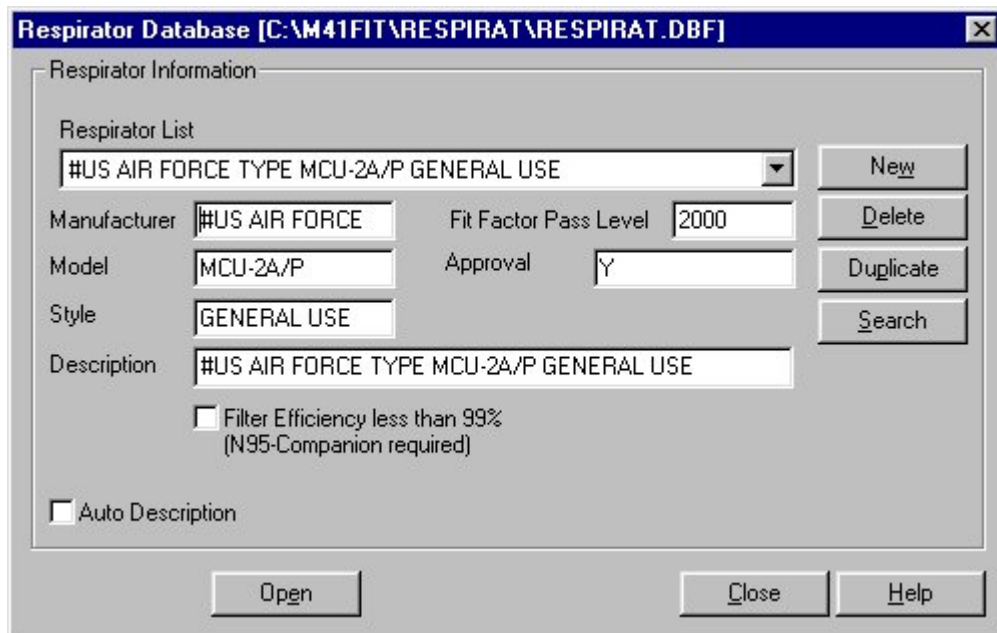 Respirator Database [C:\M41FIT\RESPIRAT\RESPIRAT.DBF]
Respirator Information
Respirator List
#US AIR FORCE TYPE MCU-2A/P GENERAL USE
New
Manufacturer #US AIR FORCE Fit Factor Pass Level 2000
Delete
Model MCU-2A/P Approval Y
Duplicate
Style GENERAL USE
Search
Description #US AIR FORCE TYPE MCU-2A/P GENERAL USE
Filter Efficiency less than 99%
(N95-Companion required)
Auto Description
Open Close Help